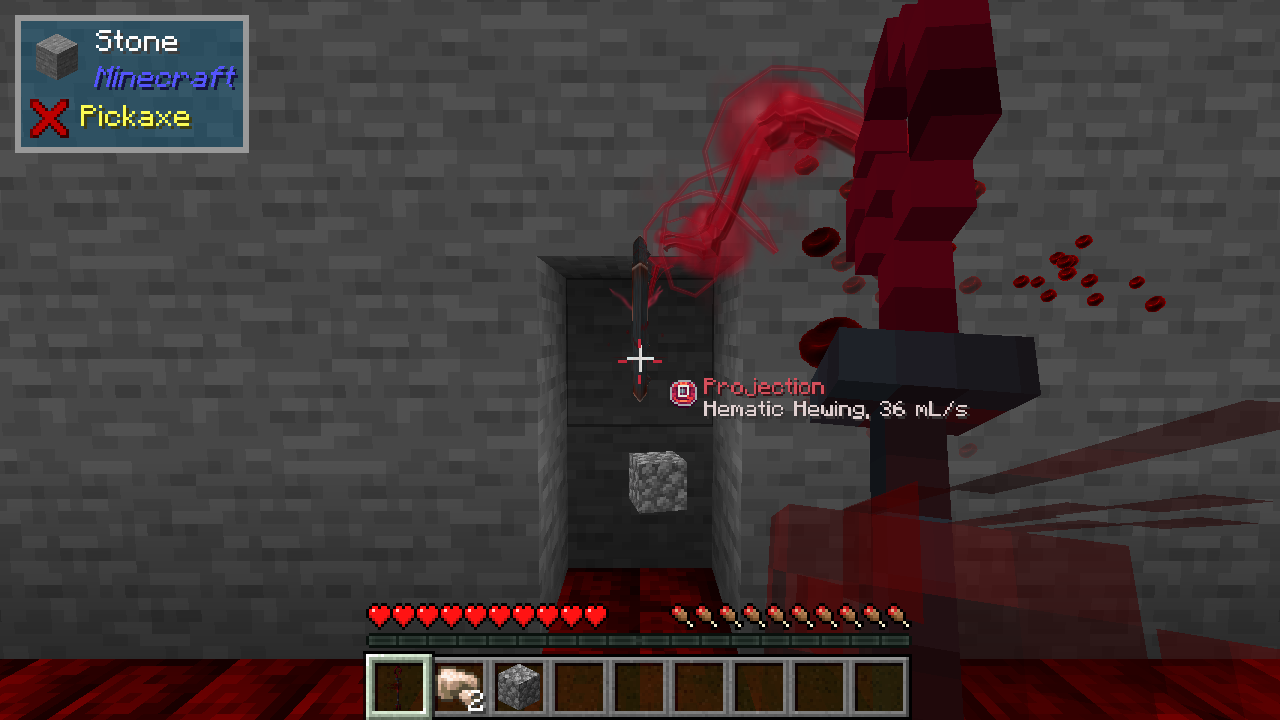 Stone
Minecraft
Pickaxe
Projection
Hematic Hewing, 36 mL/s
2